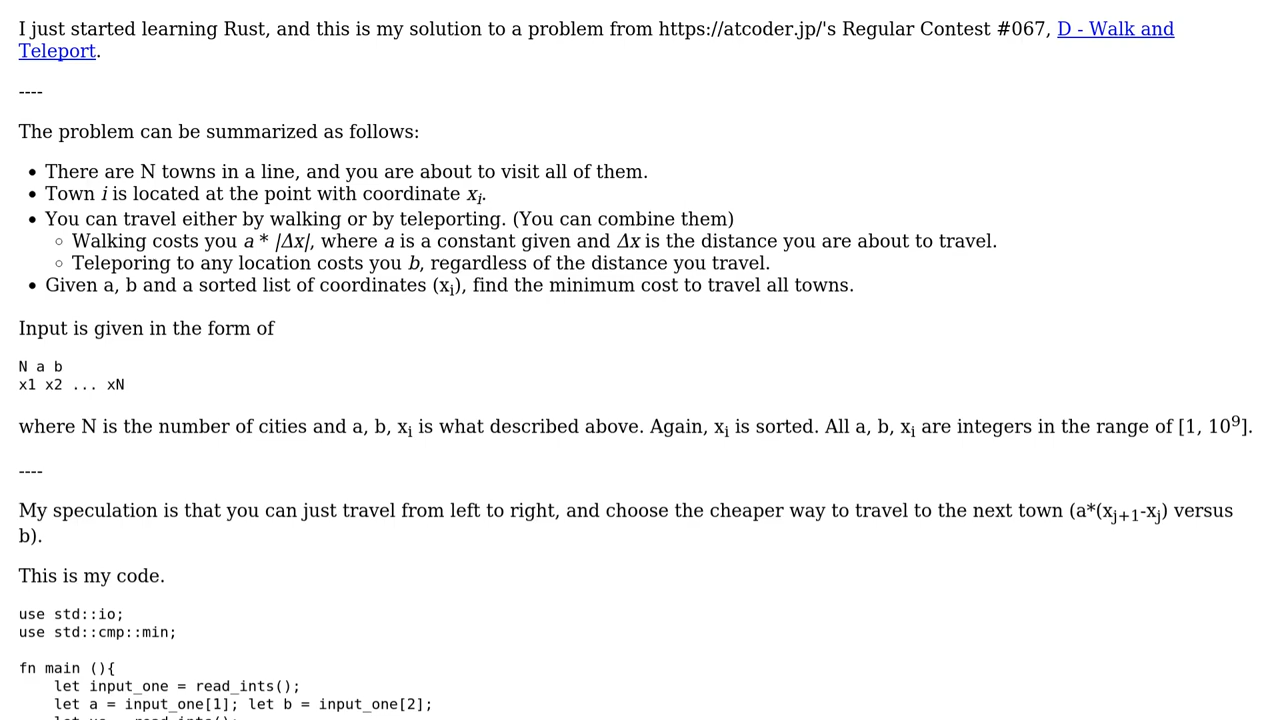 I just started learning Rust, and this is my solution to a problem from https://atcoder.jp/'s Regular Contest #067, D - Walk and
Teleport.
----
The problem can be summarized as follows:
• There are N towns in a line, and you are about to visit all of them.
• Town i is located at the point with coordinate xi.
• You can travel either by walking or by teleporting. (You can combine them)
◦ Walking costs you a * |Δx|, where a is a constant given and Δx is the distance you are about to travel.
◦ Teleporing to any location costs you b, regardless of the distance you travel.
• Given a, b and a sorted list of coordinates (xi), find the minimum cost to travel all towns.
Input is given in the form of
N a b
x1 x2 ... xN
where N is the number of cities and a, b, xi is what described above. Again, xi is sorted. All a, b, xi are integers in the range of [1, 10⁹].
----
My speculation is that you can just travel from left to right, and choose the cheaper way to travel to the next town (a*(xj+1-xj) versus
b).
This is my code.
use std::io;
use std::cmp::min;
fn main (){
    let input_one = read_ints();
    let a = input_one[1]; let b = input_one[2];